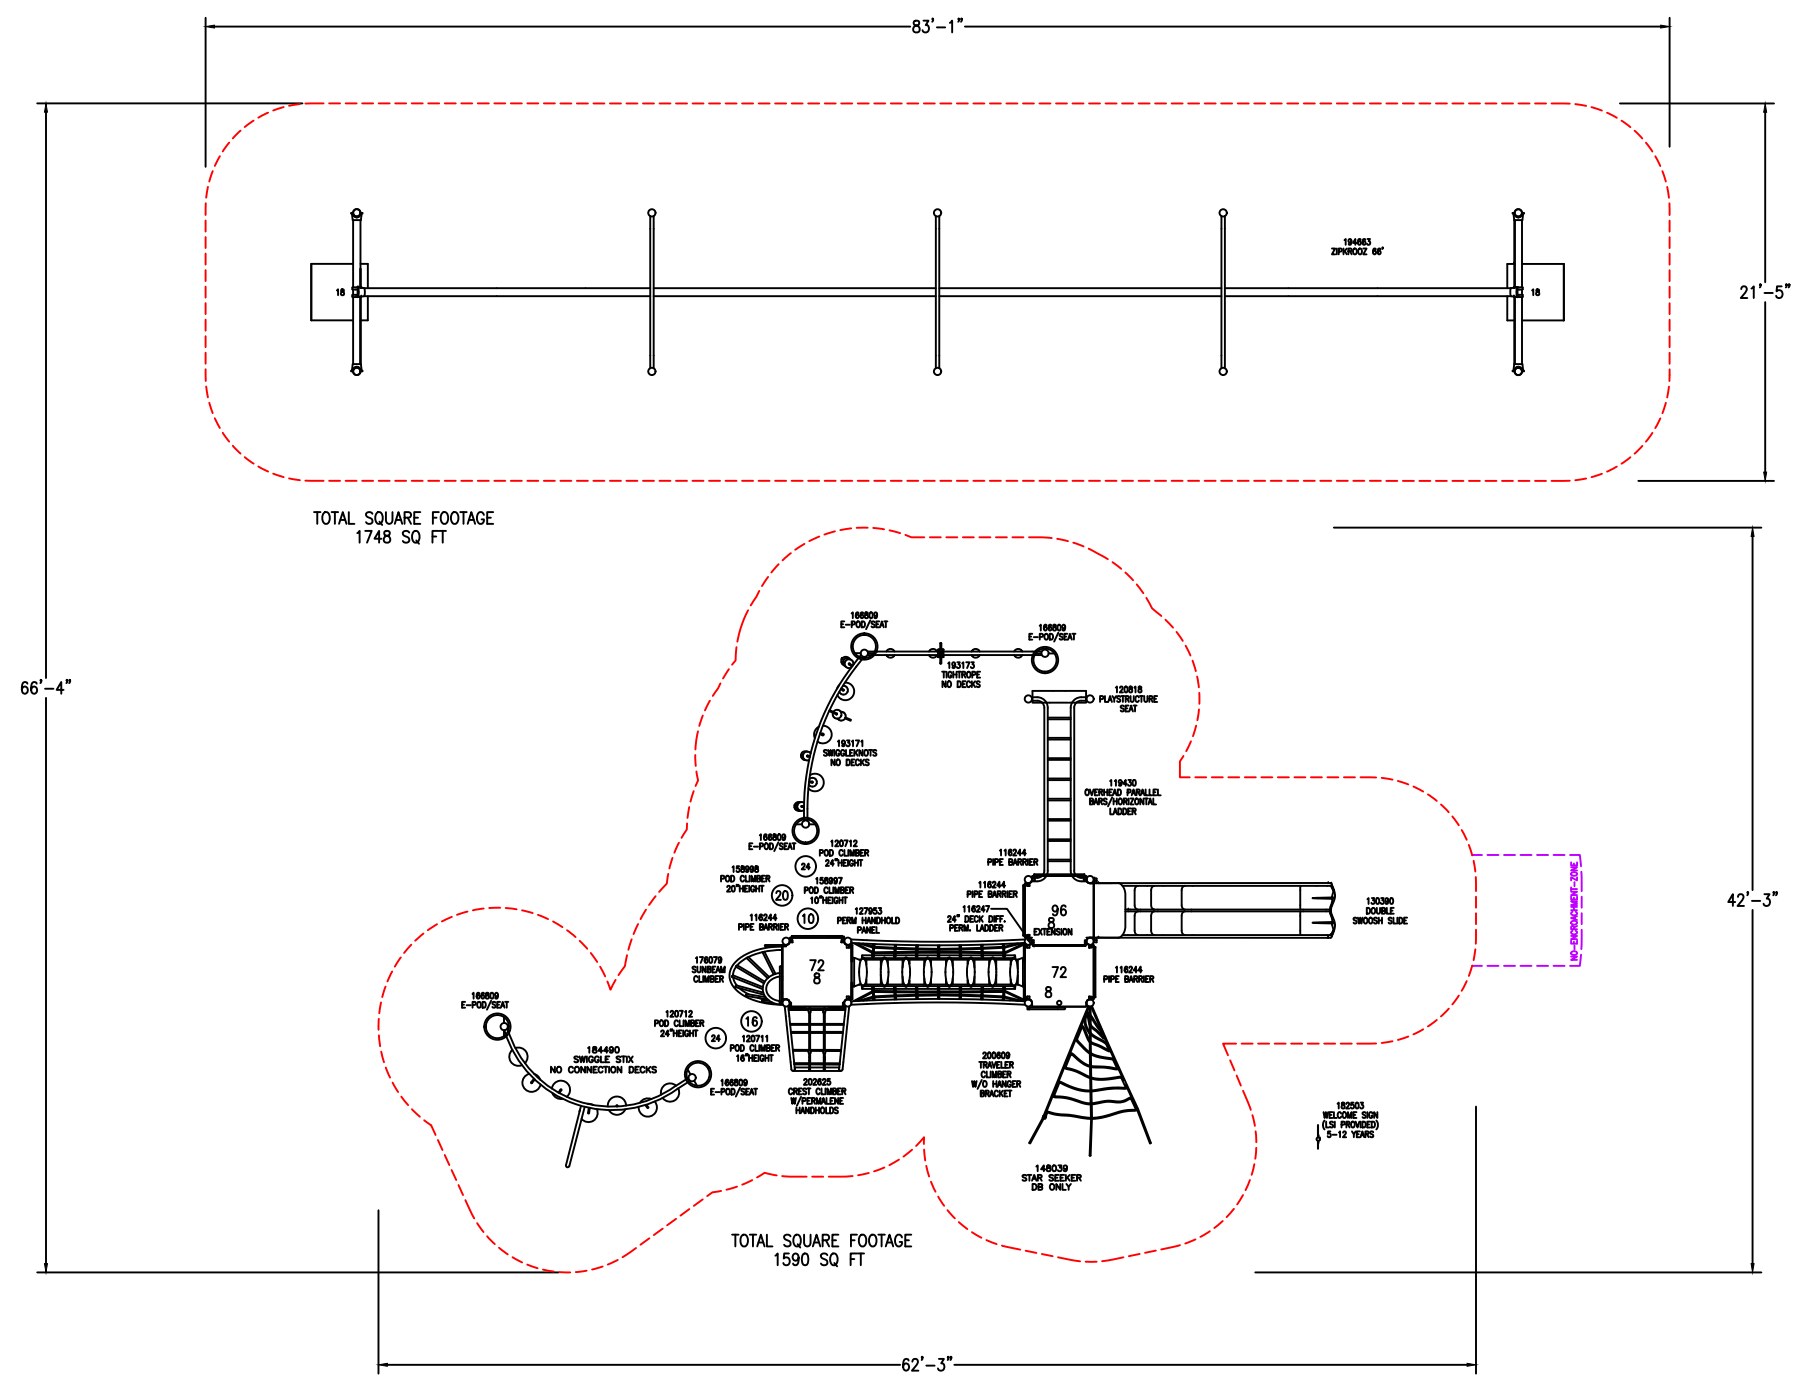 83'-1"
194663
ZIPKROOZ 66'
18
18
21'-5"
TOTAL SQUARE FOOTAGE
1748 SQ FT
66'-4"
166809
E-POD/SEAT
166809
E-POD/SEAT
193173
TIGHTROPE
NO DECKS
120818
PLAYSTRUCTURE
SEAT
193171
SWIGGLEKNOTS
NO DECKS
119430
OVERHEAD PARALLEL
BARS/HORIZONTAL
LADDER
166809
E-POD/SEAT
120712
POD CLIMBER
24"HEIGHT
24
158998
POD CLIMBER
20"HEIGHT
20
158997
POD CLIMBER
10"HEIGHT
10
116244
PIPE BARRIER
116244
PIPE BARRIER
116247
24" DECK DIFF.
PERM. LADDER
96
8
EXTENSION
130390
DOUBLE
SWOOSH SLIDE
NO-ENCROACHMENT-ZONE
42'-3"
116244
PIPE BARRIER
127953
PERM HANDHOLD
PANEL
176079
SUNBEAM
CLIMBER
72
8
72
8
116244
PIPE BARRIER
166809
E-POD/SEAT
120712
POD CLIMBER
24"HEIGHT
24
16
120711
POD CLIMBER
16"HEIGHT
184490
SWIGGLE STIX
NO CONNECTION DECKS
166809
E-POD/SEAT
202625
CREST CLIMBER
W/PERMALENE
HANDHOLDS
200609
TRAVELER
CLIMBER
W/O HANGER
BRACKET
182503
WELCOME SIGN
(LSI PROVIDED)
5-12 YEARS
148039
STAR SEEKER
DB ONLY
TOTAL SQUARE FOOTAGE
1590 SQ FT
62'-3"